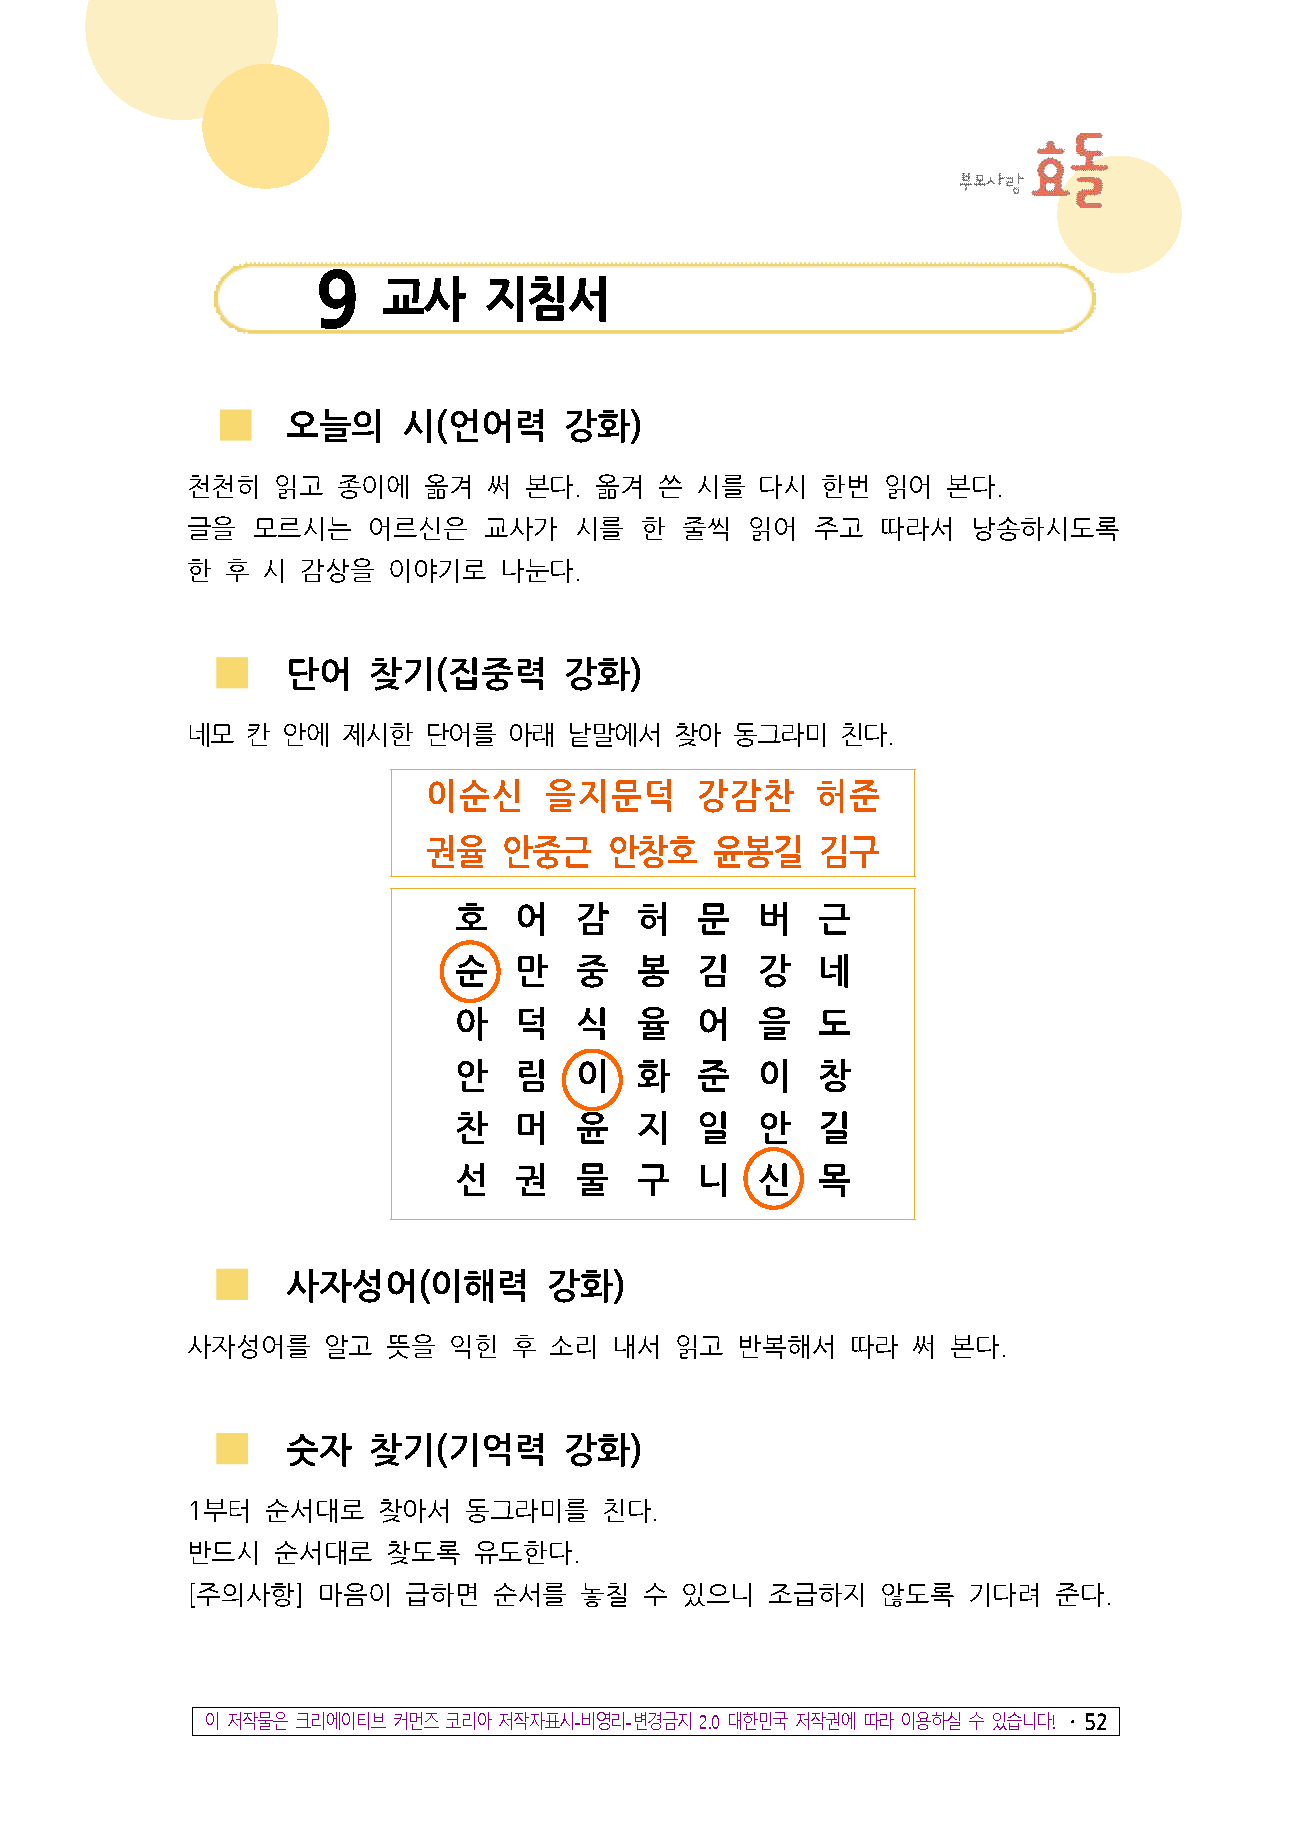 부모사랑 효돌
9 교사 지침서
■ 오늘의 시(언어력 강화)
천천히 읽고 종이에 옮겨 써 본다. 옮겨 쓴 시를 다시 한번 읽어 본다.
글을 모르시는 어르신은 교사가 시를 한 줄씩 읽어 주고 따라서 낭송하시도록
한 후 시 감상을 이야기로 나눈다.
■ 단어 찾기(집중력 강화)
네모 칸 안에 제시한 단어를 아래 낱말에서 찾아 동그라미 친다.
이순신 을지문덕 강감찬 허준
권율 안중근 안창호 윤봉길 김구
호 어 감 허 문 버 근
순 만 중 봉 김 강 네
아 덕 식 율 어 을 도
안 림 이 화 준 이 창
찬 머 윤 지 일 안 길
선 권 물 구 니 신 목
■ 사자성어(이해력 강화)
사자성어를 알고 뜻을 익힌 후 소리 내서 읽고 반복해서 따라 써 본다.
■ 숫자 찾기(기억력 강화)
1부터 순서대로 찾아서 동그라미를 친다.
반드시 순서대로 찾도록 유도한다.
[주의사항] 마음이 급하면 순서를 놓칠 수 있으니 조급하지 않도록 기다려 준다.
이 저작물은 크리에이티브 커먼즈 코리아 저작자표시-비영리-변경금지 2.0 대한민국 저작권에 따라 이용하실 수 있습니다! · 52